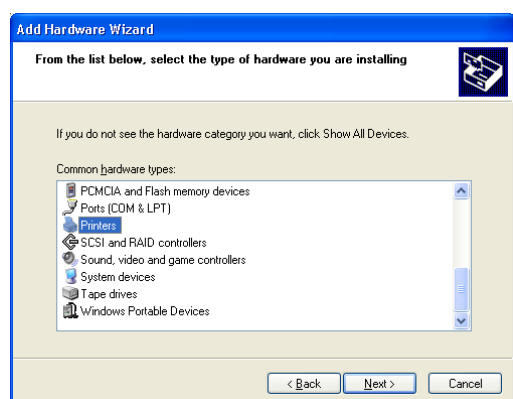 Add Hardware Wizard
From the list below, select the type of hardware you are installing
If you do not see the hardware category you want, click Show All Devices.
Common hardware types:
PCMCIA and Flash memory devices
Ports (COM & LPT)
Printers
SCSI and RAID controllers
Sound, video and game controllers
System devices
Tape drives
Windows Portable Devices
< Back Next > Cancel